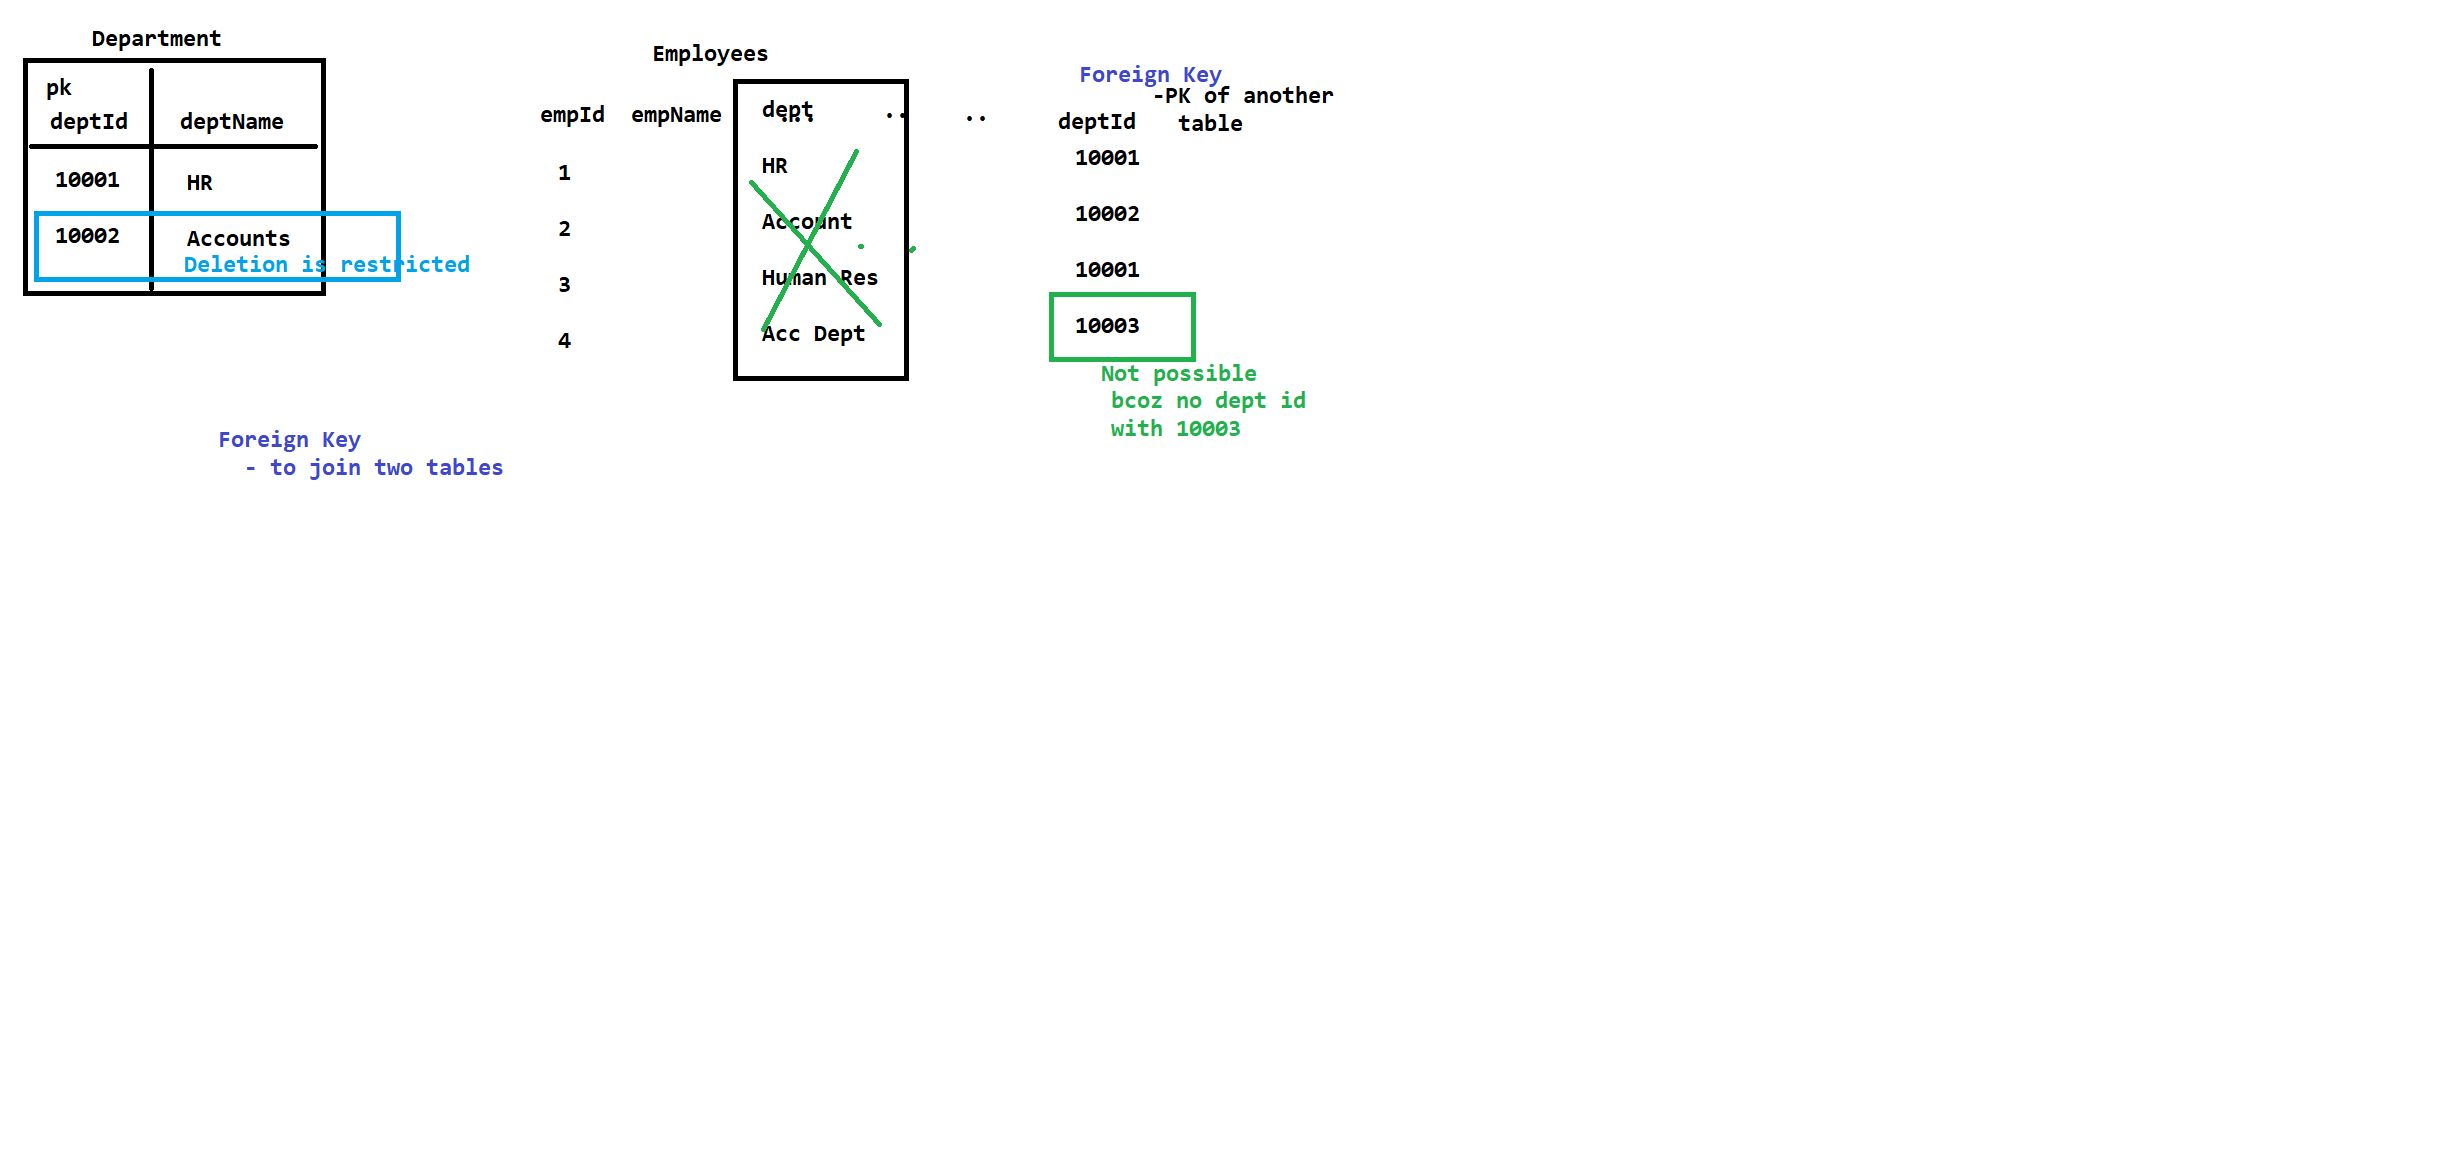 Department
pk
deptId deptName
10001 HR
10002 Accounts
Deletion is restricted
Foreign Key
- to join two tables
Employees
empId empName dept ... .. .. deptId
Foreign Key
-PK of another
table
1 HR 10001
2 Account 10002
3 Human Res 10001
4 Acc Dept 10003
Not possible
bcoz no dept id
with 10003